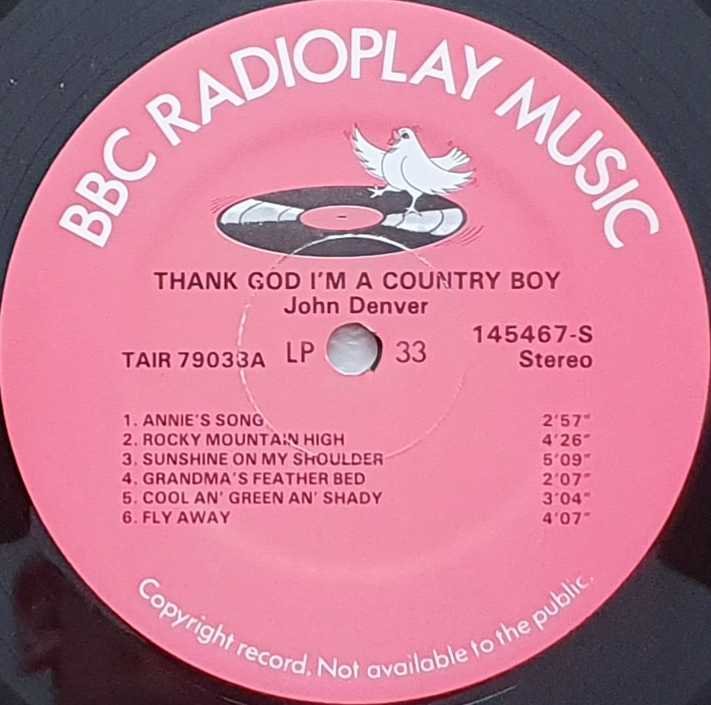 BBC RADIOPLAY MUSIC
THANK GOD I'M A COUNTRY BOY
John Denver
TAIR 79038A LP 33 145467-S
Stereo
1. ANNIE'S SONG 2'57"
2. ROCKY MOUNTAIN HIGH 4'26"
3. SUNSHINE ON MY SHOULDER 5'09"
4. GRANDMA'S FEATHER BED 2'07"
5. COOL AN' GREEN AN' SHADY 3'04"
6. FLY AWAY 4'07"
Copyright record. Not available to the public.